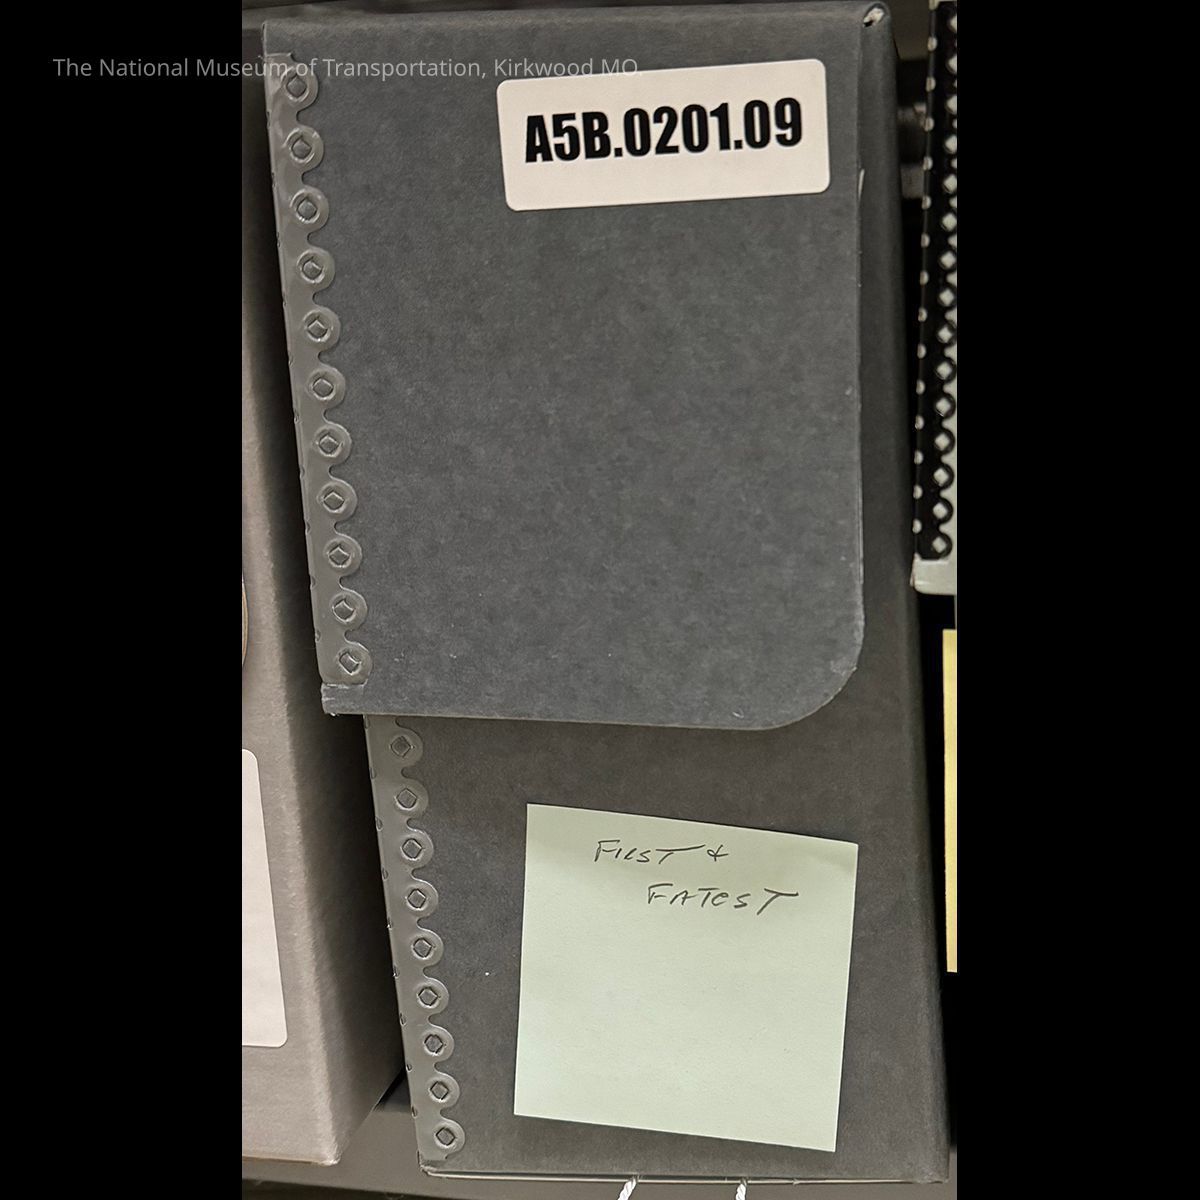 The National Museum of Transportation, Kirkwood MO.
A5B.0201.09
FIRST &
FATEST